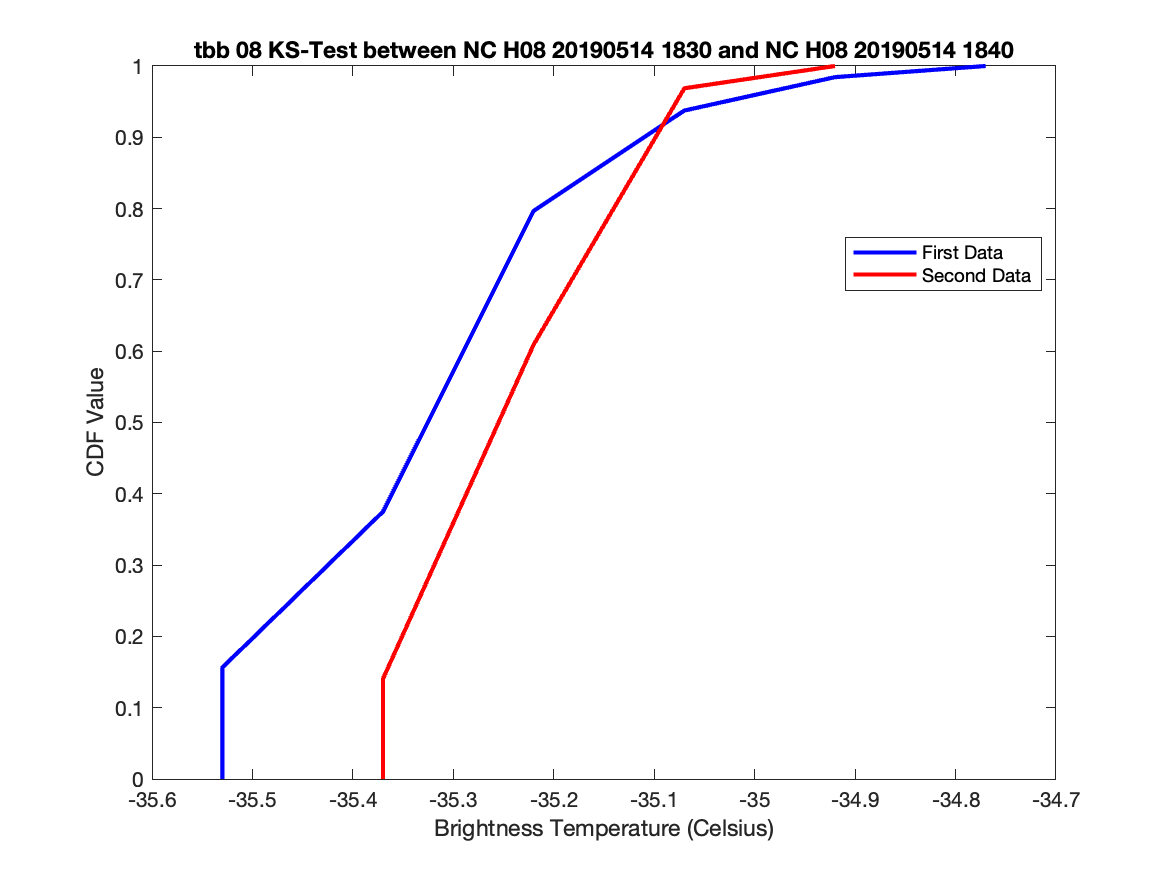 tbb 08 KS-Test between NC H08 20190514 1830 and NC H08 20190514 1840
1
0.9
0.8
0.7
0.6
0.5
0.4
0.3
0.2
0.1
0
CDF Value
First Data
Second Data
-35.6 -35.5 -35.4 -35.3 -35.2 -35.1 -35 -34.9 -34.8 -34.7
Brightness Temperature (Celsius)